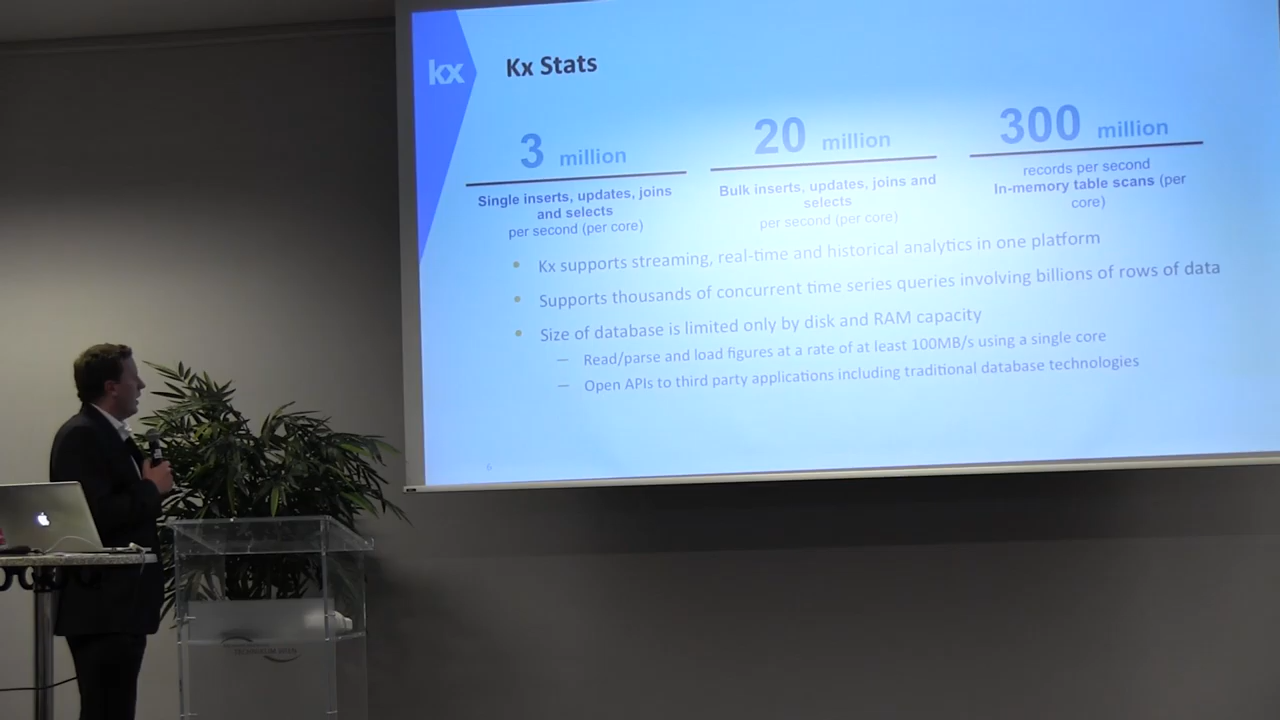 kx
Kx Stats
3 million
Single inserts, updates, joins
and selects
per second (per core)
20 million
Bulk inserts, updates, joins and
selects
per second (per core)
300 million
records per second
In-memory table scans (per
core)
• Kx supports streaming, real-time and historical analytics in one platform
• Supports thousands of concurrent time series queries involving billions of rows of data
• Size of database is limited only by disk and RAM capacity
— Read/parse and load figures at a rate of at least 100MB/s using a single core
— Open APIs to third party applications including traditional database technologies
6